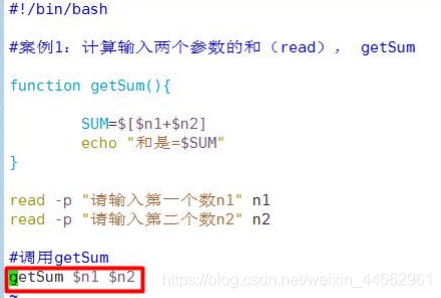 #!/bin/bash
#案例1：计算输入两个参数的和（read）， getSum
function getSum(){
SUM=$[$n1+$n2]
echo "和是=$SUM"
}
read -p "请输入第一个数n1" n1
read -p "请输入第二个数n2" n2
#调用getSum
getSum $n1 $n2
https://blog.csdn.net/weixin_44662961
~